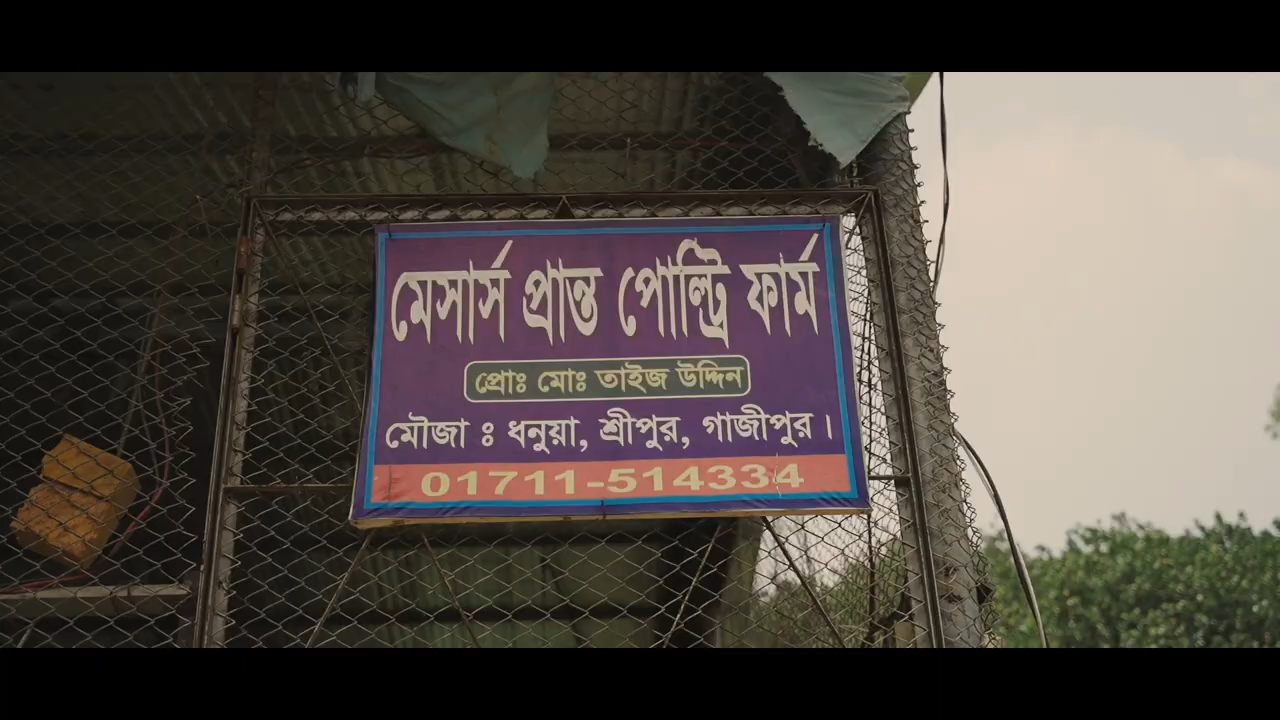 মেসার্স প্রান্ত পোল্ট্রি ফার্ম
প্রোঃ মোঃ তাইজ উদ্দিন
মৌজা ঃ ধনুয়া, শ্রীপুর, গাজীপুর।
01711-514334